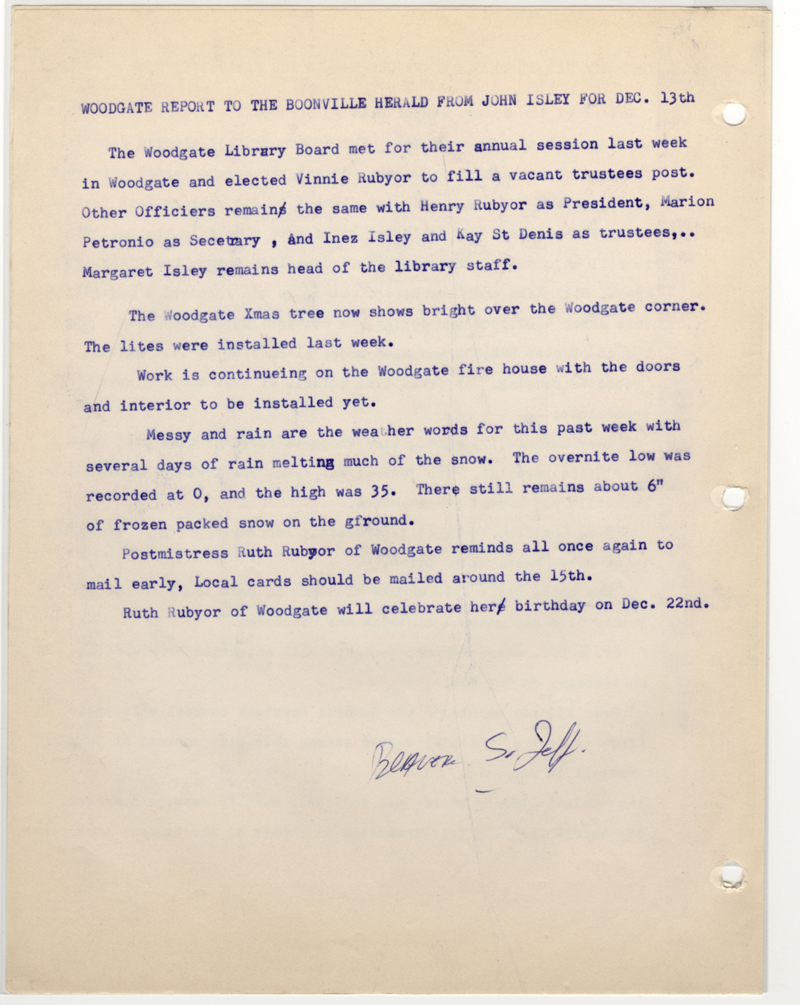 WOODGATE REPORT TO THE BOONVILLE HERALD FROM JOHN ISLEY FOR DEC. 13th
The Woodgate Library Board met for their annual session last week
in Woodgate and elected Vinnie Rubyor to fill a vacant trustees post.
Other Officiers remain the same with Henry Rubyor as President, Marion
Petronio as Secetary , and Inez Isley and Kay St Denis as trustees,..
Margaret Isley remains head of the library staff.
The Woodgate Xmas tree now shows bright over the Woodgate corner.
The lites were installed last week.
Work is continueing on the Woodgate fire house with the doors
and interior to be installed yet.
Messy and rain are the weather words for this past week with
several days of rain melting much of the snow. The overnite low was
recorded at 0, and the high was 35. There still remains about 6"
of frozen packed snow on the gfround.
Postmistress Ruth Rubyor of Woodgate reminds all once again to
mail early, Local cards should be mailed around the 15th.
Ruth Rubyor of Woodgate will celebrate her birthday on Dec. 22nd.
So Jeff.